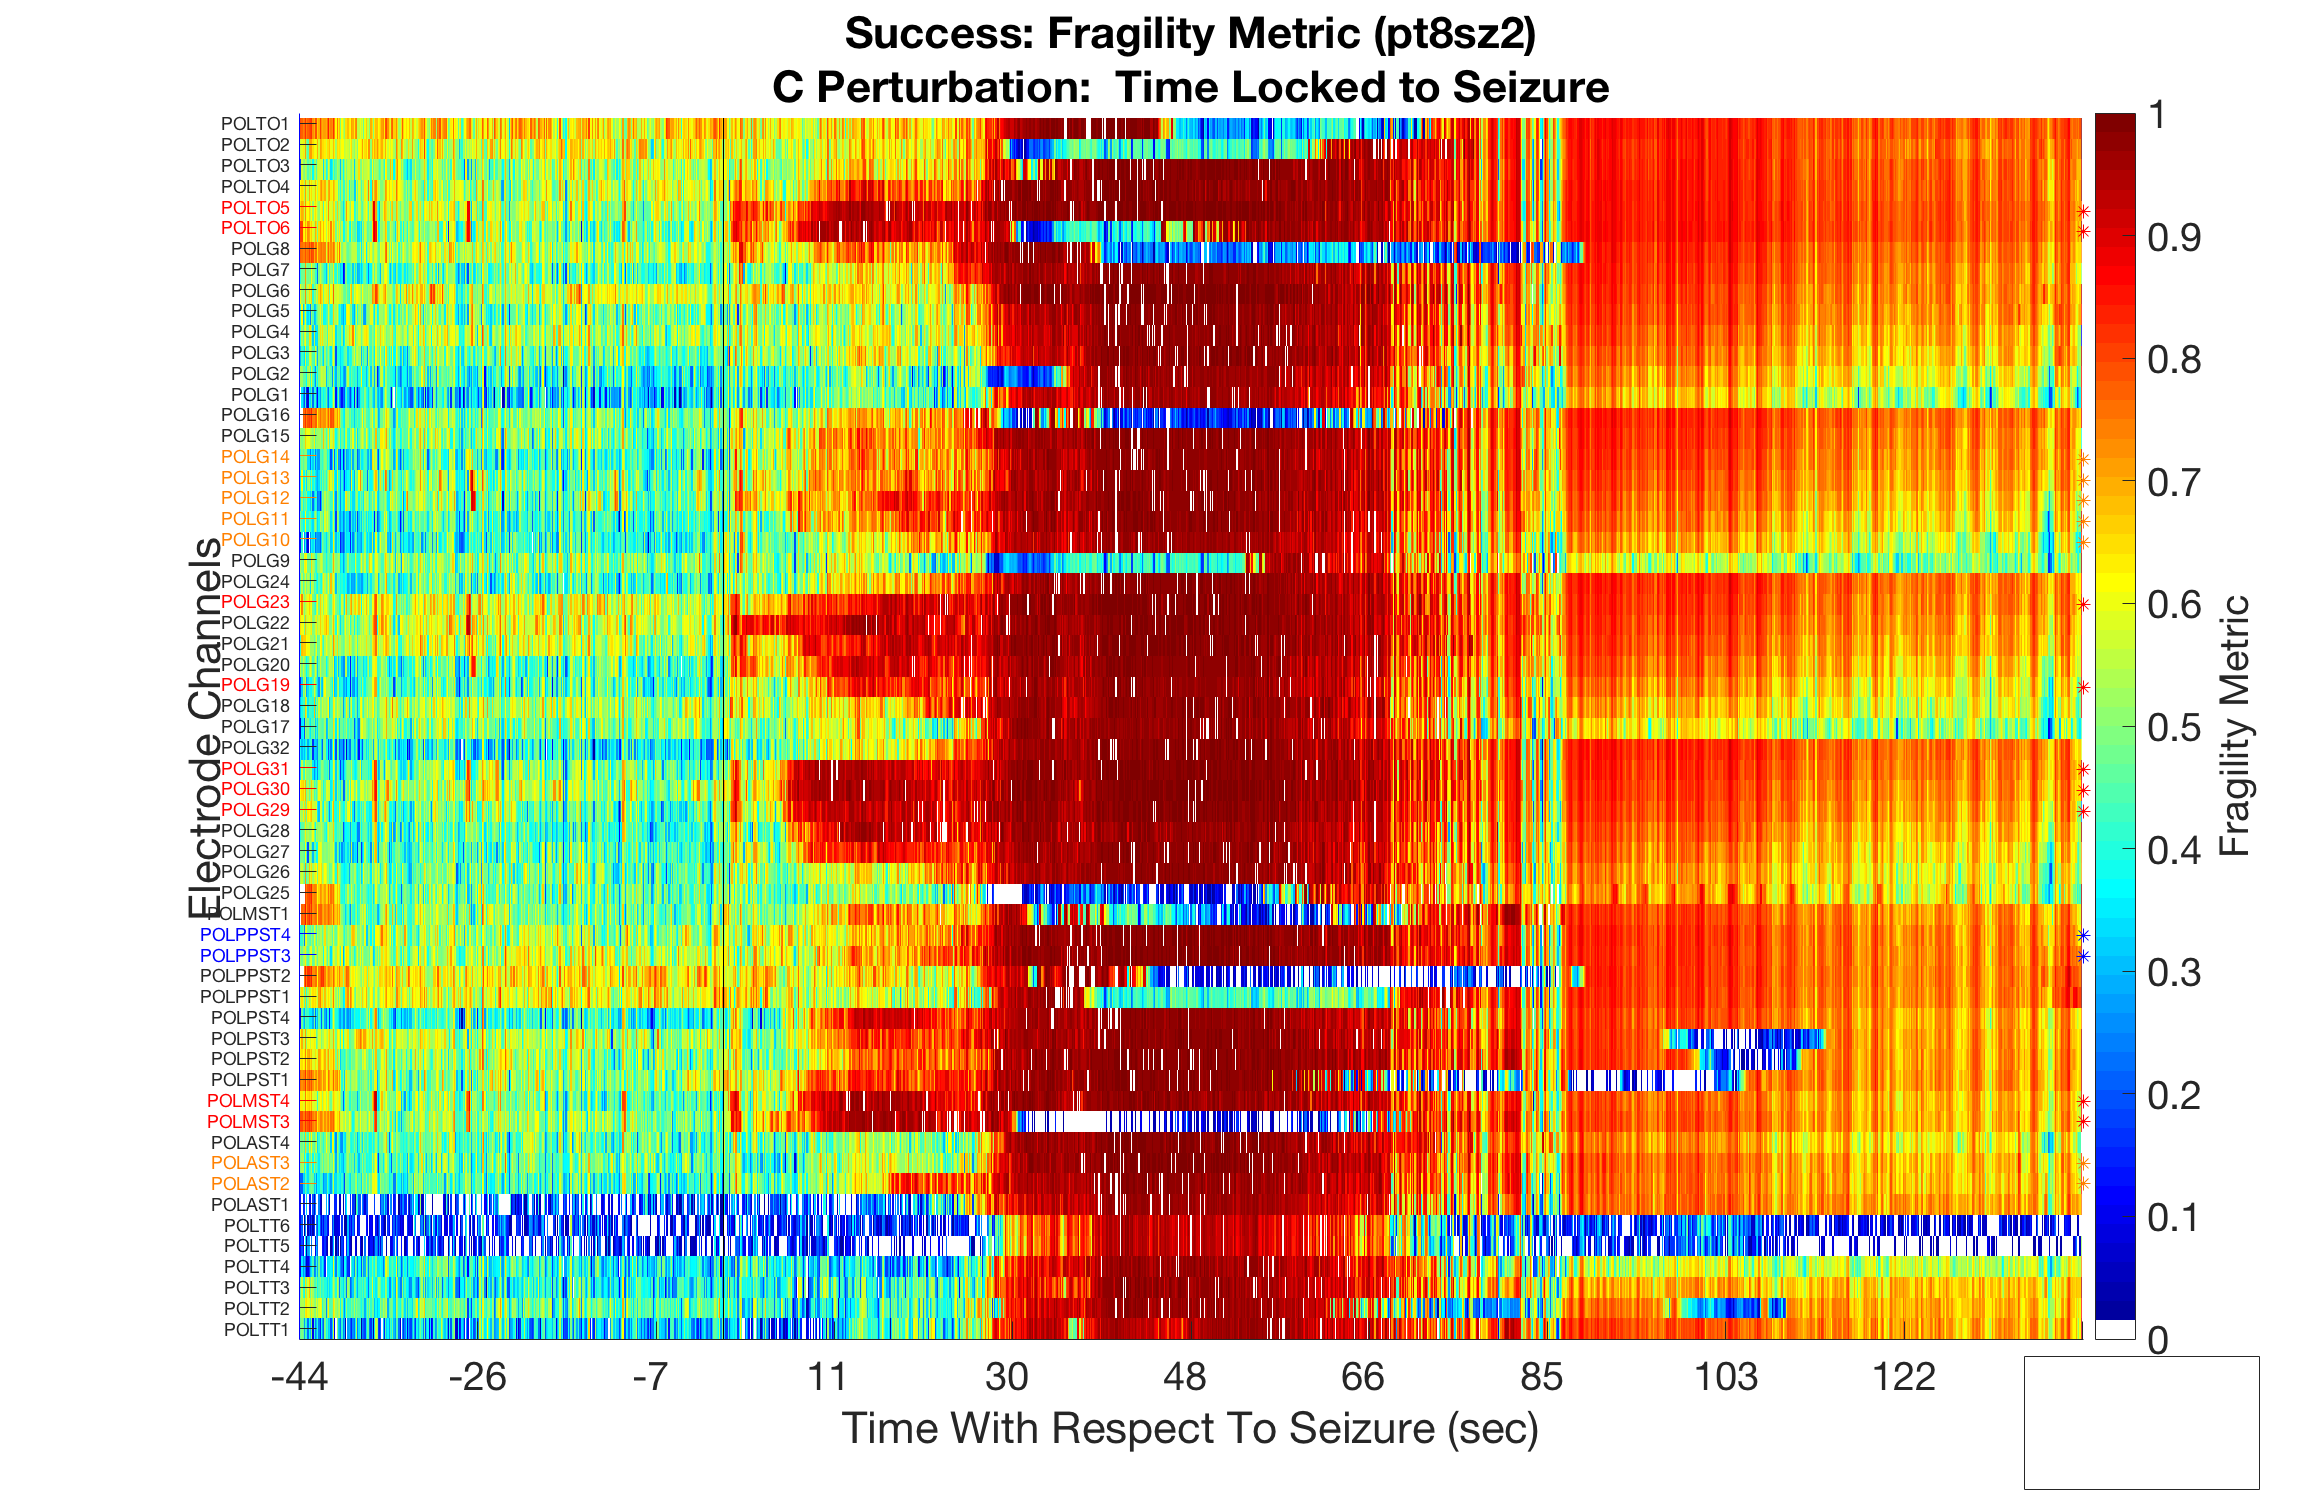 Success: Fragility Metric (pt8sz2)
C Perturbation:  Time Locked to Seizure
Electrode Channels
POLTO1
POLTO2
POLTO3
POLTO4
POLTO5
POLTO6
POLG8
POLG7
POLG6
POLG5
POLG4
POLG3
POLG2
POLG1
POLG16
POLG15
POLG14
POLG13
POLG12
POLG11
POLG10
POLG9
POLG24
POLG23
POLG22
POLG21
POLG20
POLG19
POLG18
POLG17
POLG32
POLG31
POLG30
POLG29
POLG28
POLG27
POLG26
POLG25
POLMST1
POLPPST4
POLPPST3
POLPPST2
POLPPST1
POLPST4
POLPST3
POLPST2
POLPST1
POLMST4
POLMST3
POLAST4
POLAST3
POLAST2
POLAST1
POLTT6
POLTT5
POLTT4
POLTT3
POLTT2
POLTT1
-44 -26 -7 11 30 48 66 85 103 122
Time With Respect To Seizure (sec)
1
0.9
0.8
0.7
0.6
0.5
0.4
0.3
0.2
0.1
0
Fragility Metric